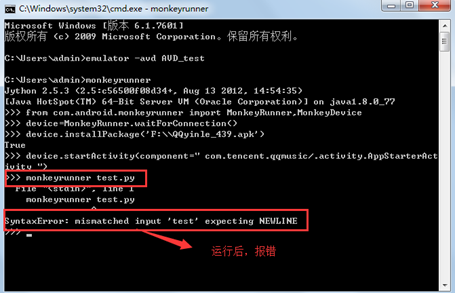 C:\Windows\system32\cmd.exe - monkeyrunner
Microsoft Windows [版本 6.1.7601]
版权所有 (c) 2009 Microsoft Corporation。保留所有权利。
C:\Users\admin>emulator -avd AVD_test
C:\Users\admin>monkeyrunner
Jython 2.5.3 (2.5:c56500f08d34+, Aug 13 2012, 14:54:35)
[Java HotSpot(TM) 64-Bit Server VM (Oracle Corporation)] on java1.8.0_77
>>> from com.android.monkeyrunner import MonkeyRunner,MonkeyDevice
>>> device=MonkeyRunner.waitForConnection()
>>> device.installPackage('F:\\QQyinle_439.apk')
True
>>> device.startActivity(component=" com.tencent.qqmusic/.activity.AppStarterAct
ivity ")
>>> monkeyrunner test.py
File "<stdin>", line 1
monkeyrunner test.py
^
SyntaxError: mismatched input 'test' expecting NEWLINE
>>>
运行后，报错